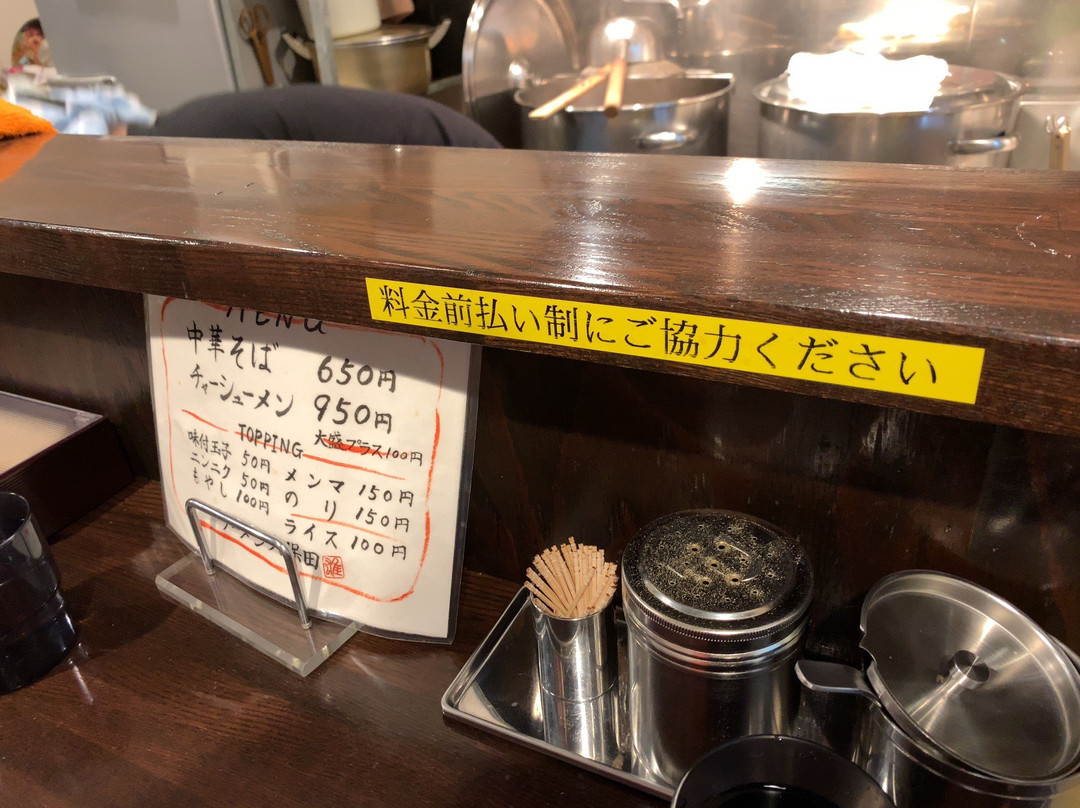 料金前払い制にご協力ください
MENU
中華そば 650円
チャーシューメン 950円
大盛プラス100円
TOPPING
味付玉子 50円 メンマ 150円
ニンニク 50円 のり 150円
もやし 100円 ライス 100円
田